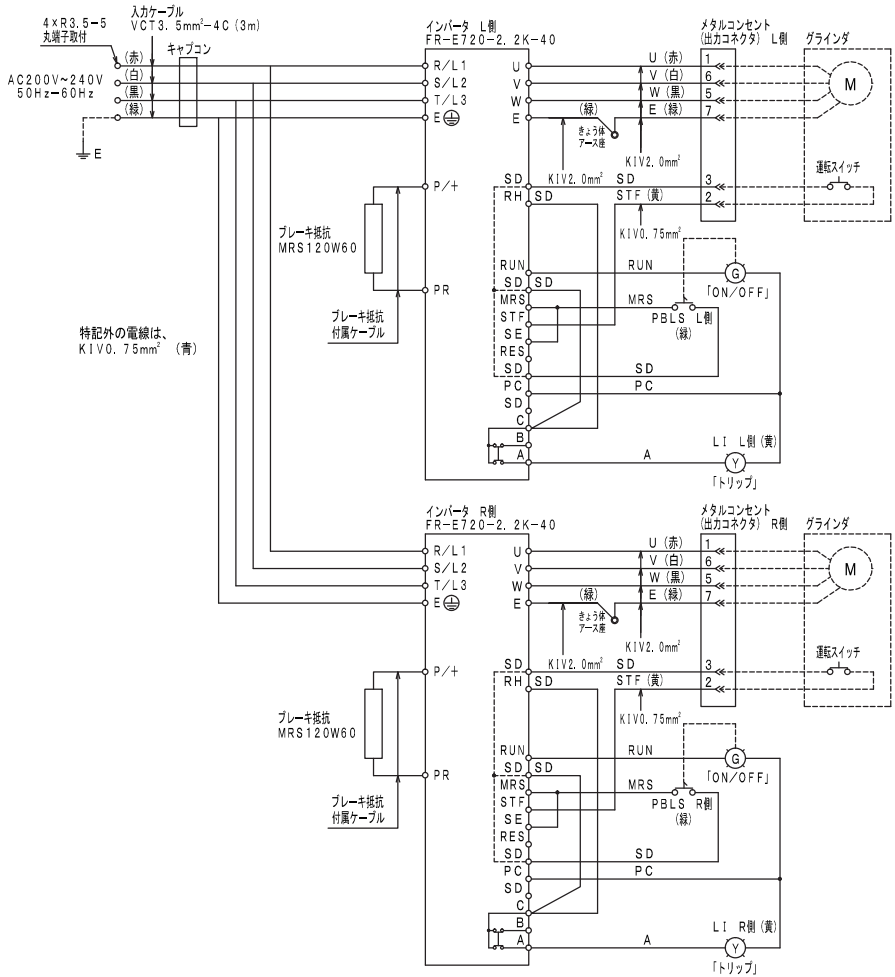 4×R3.5-5
丸端子取付
入力ケーブル
VCT3.5mm²-4C (3m)
キャプコン
(赤)
(白)
(黒)
(緑)
AC200V~240V
50Hz-60Hz
E
インバータ L側
FR-E720-2.2K-40
R/L1
S/L2
T/L3
E
P/+
PR
ブレーキ抵抗
MRS120W60
ブレーキ抵抗
付属ケーブル
特記外の電線は、
KIV0.75mm² (青)
U
V
W
E
SD
RH
RUN
SD
MRS
STF
SE
RES
SD
PC
SD
C
B
A
U (赤)
V (白)
W (黒)
E (緑)
(緑)
きょう体
アース座
KIV2.0mm²
KIV2.0mm²
SD
SD
STF (黄)
KIV0.75mm²
メタルコンセント
(出力コネクタ) L側
1
6
5
7
3
2
グラインダ
M
運転スイッチ
RUN
G
「ON/OFF」
SD
MRS
PBLS L側
(緑)
SD
PC
LI L側 (黄)
A
Y
「トリップ」
インバータ R側
FR-E720-2.2K-40
R/L1
S/L2
T/L3
E
P/+
PR
ブレーキ抵抗
MRS120W60
ブレーキ抵抗
付属ケーブル
U
V
W
E
SD
RH
RUN
SD
MRS
STF
SE
RES
SD
PC
SD
C
B
A
U (赤)
V (白)
W (黒)
E (緑)
(緑)
きょう体
アース座
KIV2.0mm²
KIV2.0mm²
SD
SD
STF (黄)
KIV0.75mm²
メタルコンセント
(出力コネクタ) R側
1
6
5
7
3
2
グラインダ
M
運転スイッチ
RUN
G
「ON/OFF」
SD
MRS
PBLS R側
(緑)
SD
PC
LI R側 (黄)
A
Y
「トリップ」